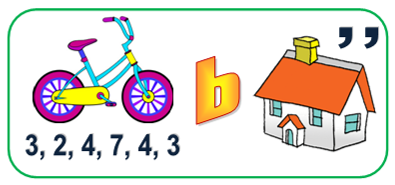 b ’’
3, 2, 4, 7, 4, 3